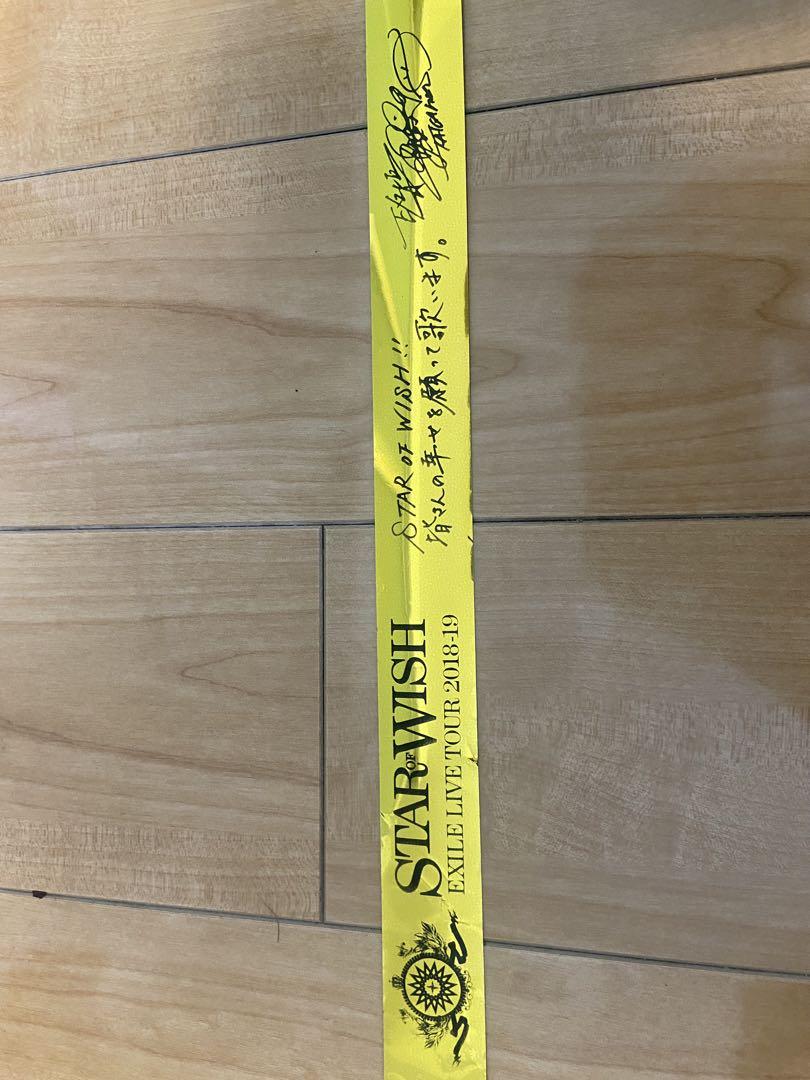 STAR OF WISH
EXILE LIVE TOUR 2018-19
STAR OF WISH!!
皆さんの幸せを願って歌います。